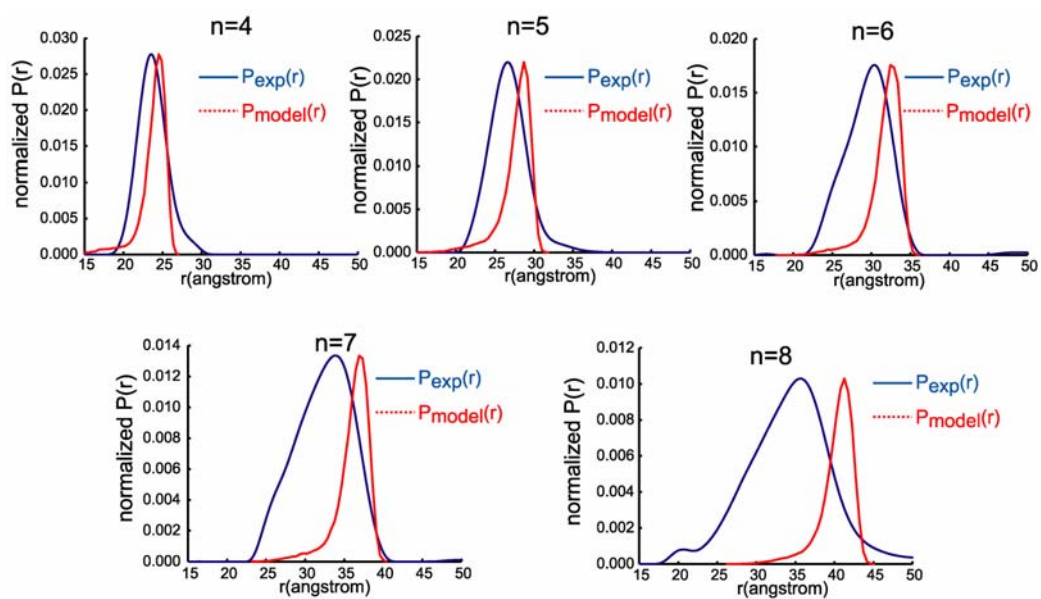 n=4
normalized P(r)
0.030
0.025
0.020
0.015
0.010
0.005
0.000
15 20 25 30 35 40 45 50
r(angstrom)
Pexp(r)
Pmodel(r)
n=5
normalized P(r)
0.025
0.020
0.015
0.010
0.005
0.000
15 20 25 30 35 40 45 50
r(angstrom)
Pexp(r)
Pmodel(r)
n=6
normalized P(r)
0.020
0.015
0.010
0.005
0.000
15 20 25 30 35 40 45 50
r(angstrom)
Pexp(r)
Pmodel(r)
n=7
normalized P(r)
0.014
0.012
0.010
0.008
0.006
0.004
0.002
0.000
15 20 25 30 35 40 45 50
r(angstrom)
Pexp(r)
Pmodel(r)
n=8
normalized P(r)
0.012
0.010
0.008
0.006
0.004
0.002
0.000
15 20 25 30 35 40 45 50
r(angstrom)
Pexp(r)
Pmodel(r)